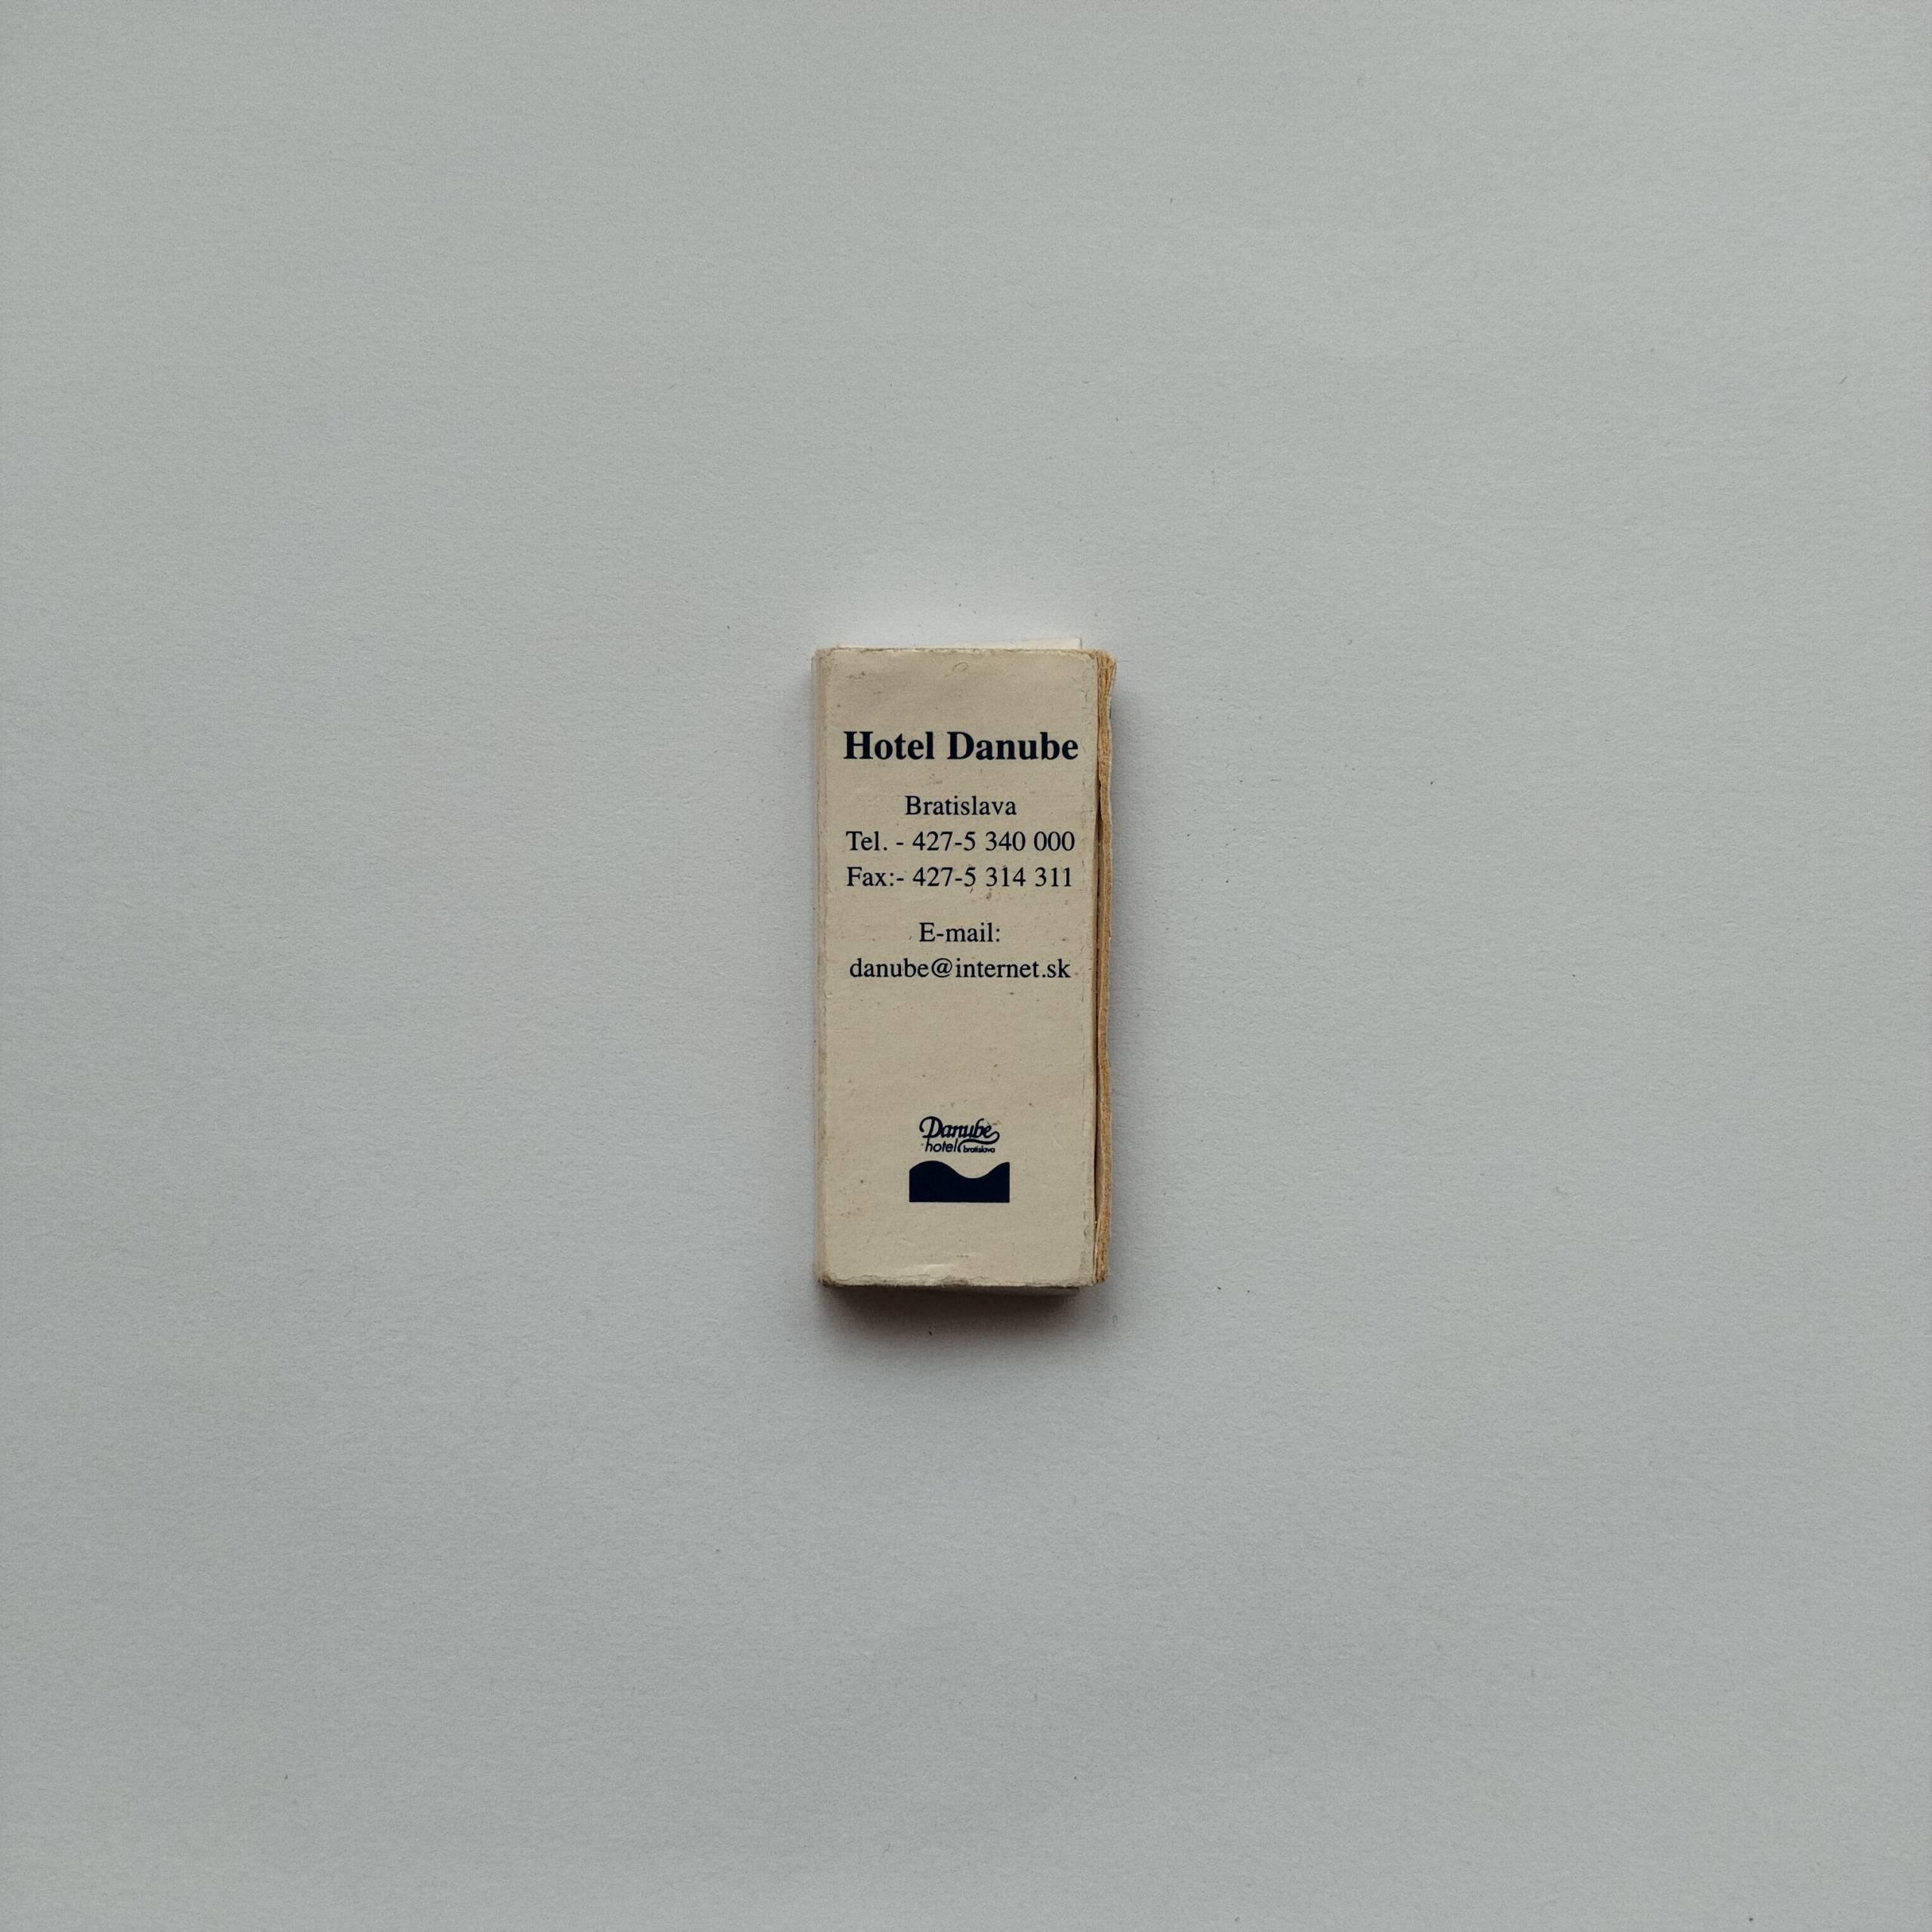 Hotel Danube
Bratislava
Tel. - 427-5 340 000
Fax:- 427-5 314 311
E-mail:
danube@internet.sk
Danube
hotel bratislava